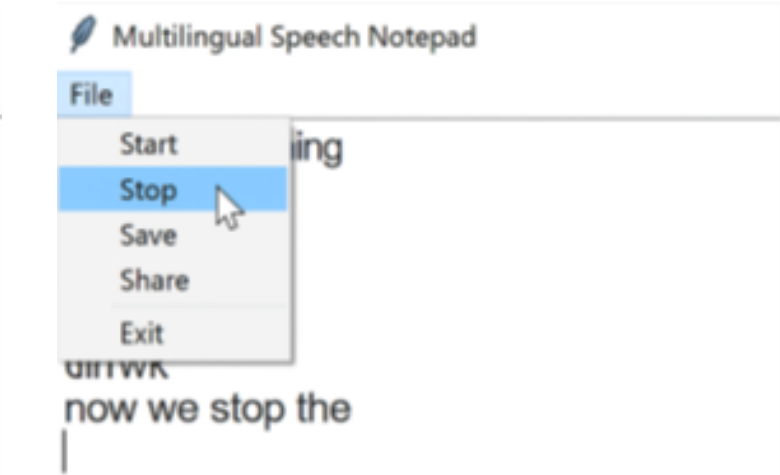 Multilingual Speech Notepad
File
Start
Stop
Save
Share
Exit
now we stop the